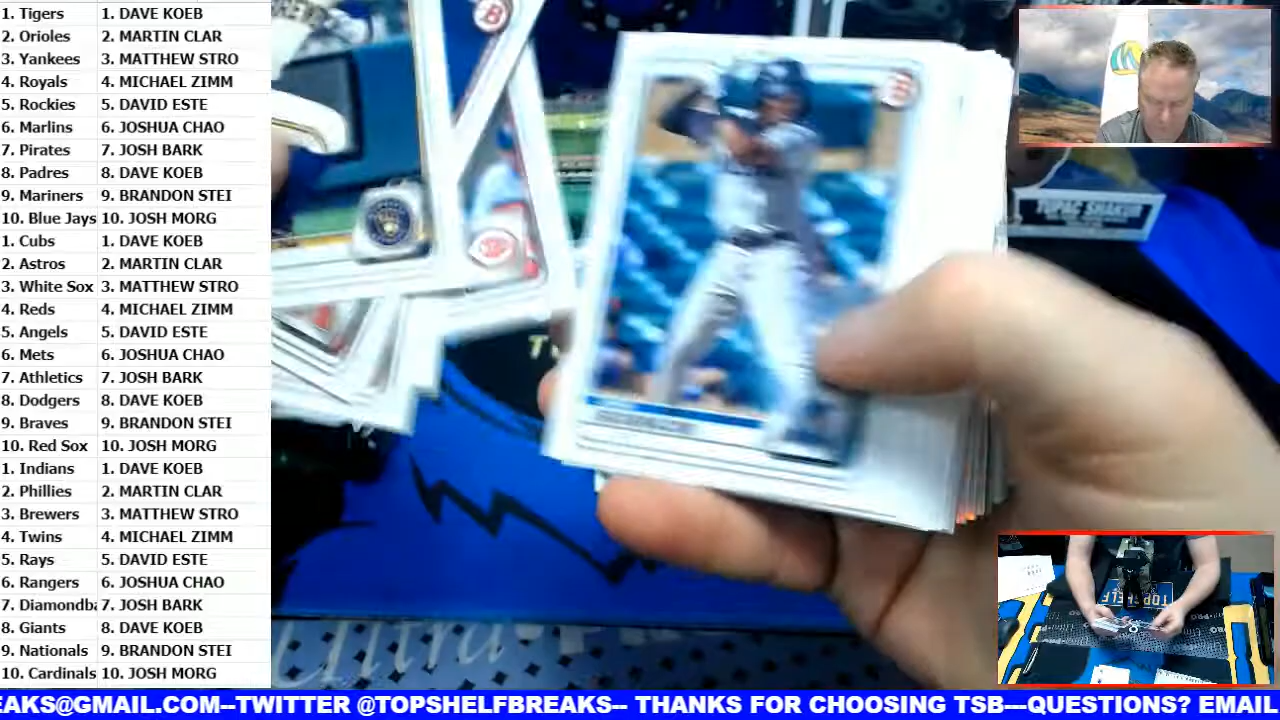 1. Tigers 1. DAVE KOEB
2. Orioles 2. MARTIN CLAR
3. Yankees 3. MATTHEW STRO
4. Royals 4. MICHAEL ZIMM
5. Rockies 5. DAVID ESTE
6. Marlins 6. JOSHUA CHAO
7. Pirates 7. JOSH BARK
8. Padres 8. DAVE KOEB
9. Mariners 9. BRANDON STEI
10. Blue Jays 10. JOSH MORG
1. Cubs 1. DAVE KOEB
2. Astros 2. MARTIN CLAR
3. White Sox 3. MATTHEW STRO
4. Reds 4. MICHAEL ZIMM
5. Angels 5. DAVID ESTE
6. Mets 6. JOSHUA CHAO
7. Athletics 7. JOSH BARK
8. Dodgers 8. DAVE KOEB
9. Braves 9. BRANDON STEI
10. Red Sox 10. JOSH MORG
1. Indians 1. DAVE KOEB
2. Phillies 2. MARTIN CLAR
3. Brewers 3. MATTHEW STRO
4. Twins 4. MICHAEL ZIMM
5. Rays 5. DAVID ESTE
6. Rangers 6. JOSHUA CHAO
7. Diamondba 7. JOSH BARK
8. Giants 8. DAVE KOEB
9. Nationals 9. BRANDON STEI
10. Cardinals 10. JOSH MORG
TUPAC SHAKUR
B
B
TOPSHELF
Ultra PRO
EAKS@GMAIL.COM--TWITTER @TOPSHELFBREAKS-- THANKS FOR CHOOSING TSB---QUESTIONS? EMAIL